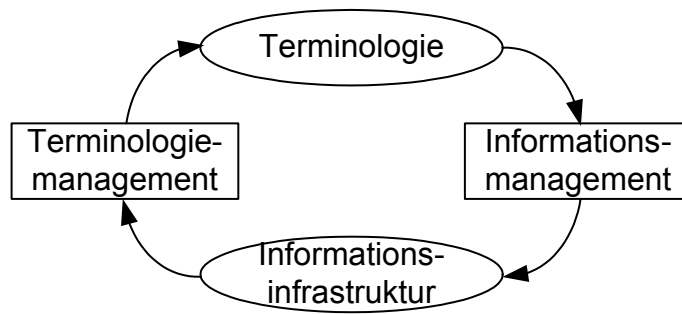 Terminologie
Terminologie-
management
Informations-
management
Informations-
infrastruktur